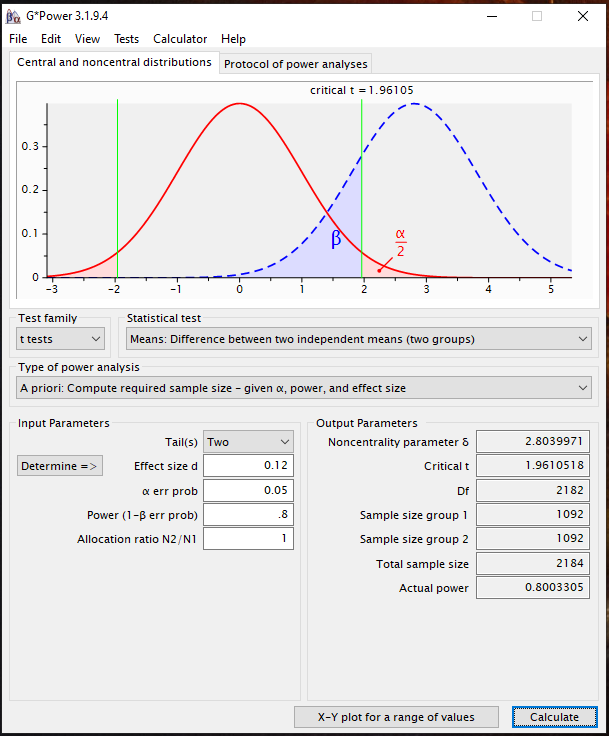 G*Power 3.1.9.4
File Edit View Tests Calculator Help
Central and noncentral distributions Protocol of power analyses
critical t = 1.96105
0.3
0.2
0.1
0
β
α
2
-3 -2 -1 0 1 2 3 4 5
Test family Statistical test
t tests Means: Difference between two independent means (two groups)
Type of power analysis
A priori: Compute required sample size - given α, power, and effect size
Input Parameters Output Parameters
Tail(s) Two Noncentrality parameter δ 2.8039971
Determine => Effect size d 0.12 Critical t 1.9610518
α err prob 0.05 Df 2182
Power (1-β err prob) .8 Sample size group 1 1092
Allocation ratio N2/N1 1 Sample size group 2 1092
Total sample size 2184
Actual power 0.8003305
X-Y plot for a range of values Calculate